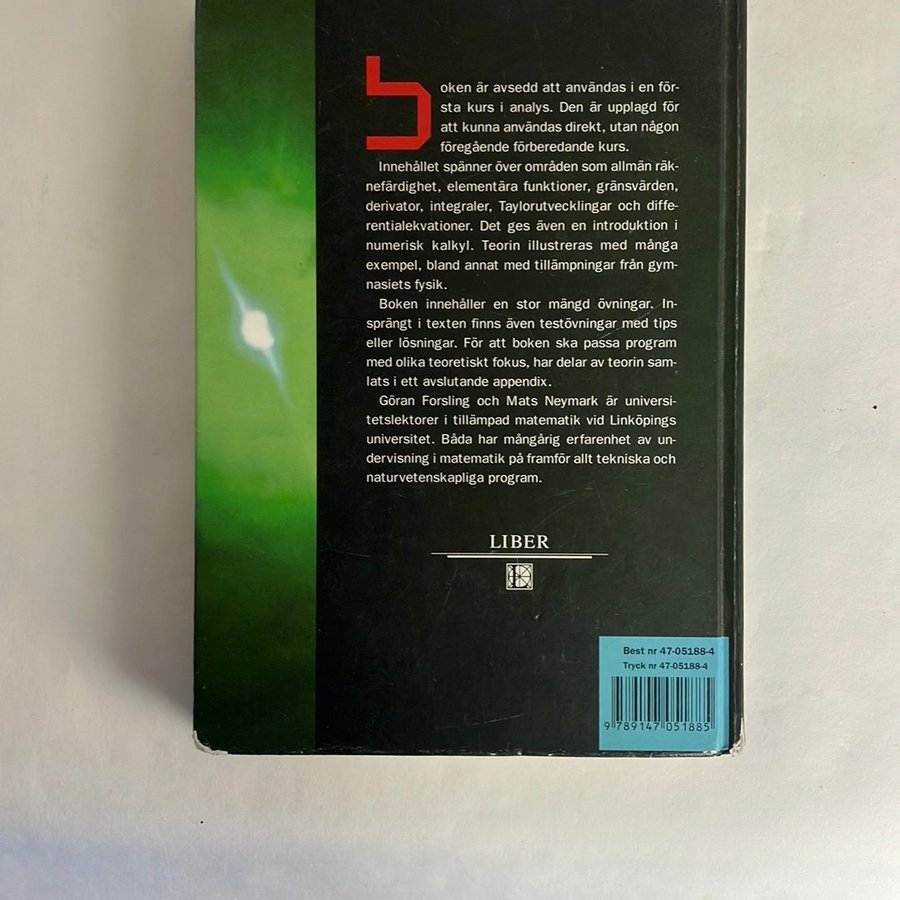 boken är avsedd att användas i en för-
sta kurs i analys. Den är upplagd för
att kunna användas direkt, utan någon
föregående förberedande kurs.
Innehållet spänner över områden som allmän räk-
nefärdighet, elementära funktioner, gränsvärden,
derivator, integraler, Taylorutvecklingar och diffe-
rentialekvationer. Det ges även en introduktion i
numerisk kalkyl. Teorin illustreras med många
exempel, bland annat med tillämpningar från gym-
nasiets fysik.
Boken innehåller en stor mängd övningar. In-
sprängt i texten finns även testövningar med tips
eller lösningar. För att boken ska passa program
med olika teoretiskt fokus, har delar av teorin sam-
lats i ett avslutande appendix.
Göran Forsling och Mats Neymark är universi-
tetslektorer i tillämpad matematik vid Linköpings
universitet. Båda har mångårig erfarenhet av un-
dervisning i matematik på framför allt tekniska och
naturvetenskapliga program.
LIBER
Best nr 47-05188-4
Tryck nr 47-05188-4
9 789147 051885